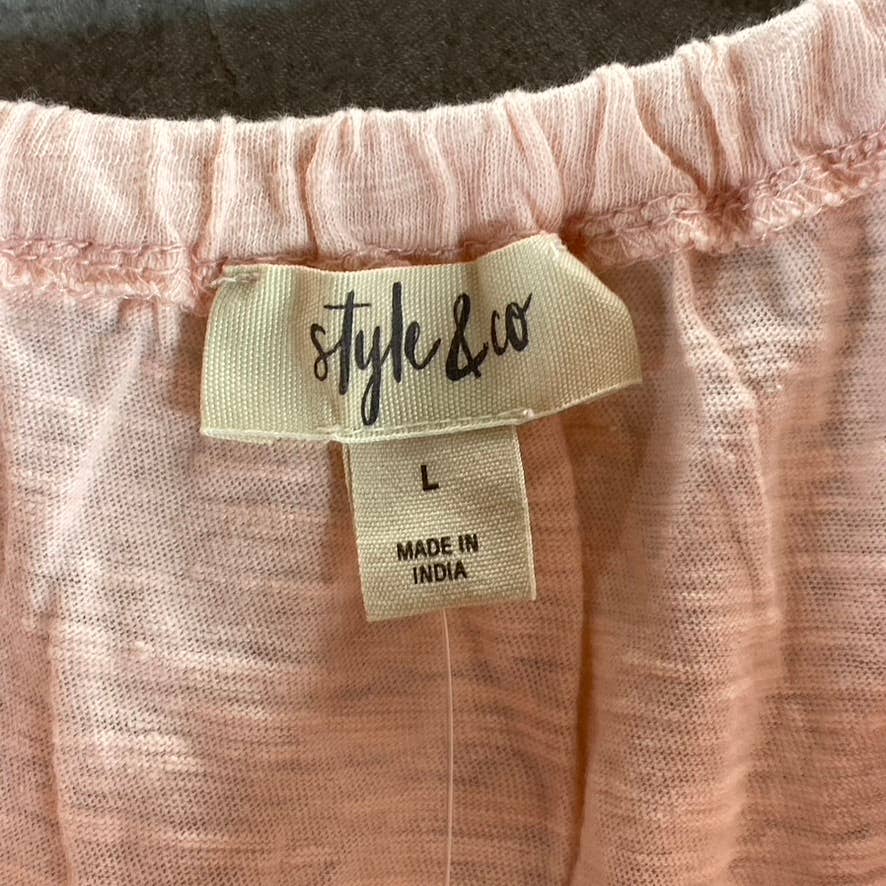 style & co
L
MADE IN
INDIA